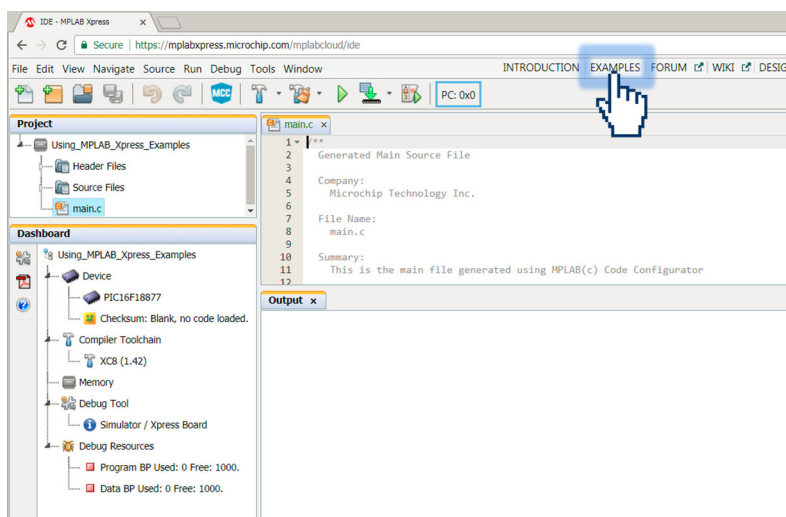 IDE - MPLAB Xpress
Secure | https://mplabxpress.microchip.com/mplabcloud/ide
File Edit View Navigate Source Run Debug Tools Window
INTRODUCTION EXAMPLES FORUM WIKI DESIG
MCC
PC: 0x0
Project
Using_MPLAB_Xpress_Examples
Header Files
Source Files
main.c
Dashboard
Using_MPLAB_Xpress_Examples
Device
PIC16F18877
Checksum: Blank, no code loaded.
Compiler Toolchain
XC8 (1.42)
Memory
Debug Tool
Simulator / Xpress Board
Debug Resources
Program BP Used: 0 Free: 1000.
Data BP Used: 0 Free: 1000.
main.c x
1 /**
2 Generated Main Source File
3
4 Company:
5 Microchip Technology Inc.
6
7 File Name:
8 main.c
9
10 Summary:
11 This is the main file generated using MPLAB(c) Code Configurator
12
Output x